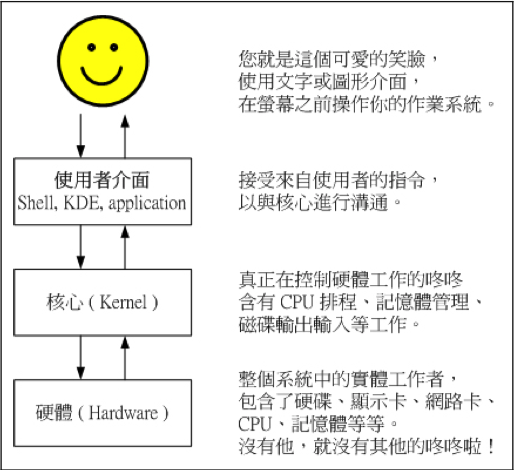 您就是這個可愛的笑臉，
使用文字或圖形介面，
在螢幕之前操作你的作業系統。
使用者介面
Shell, KDE, application
接受來自使用者的指令，
以與核心進行溝通。
核心 ( Kernel )
真正在控制硬體工作的咚咚
含有 CPU 排程、記憶體管理、
磁碟輸出輸入等工作。
硬體 ( Hardware )
整個系統中的實體工作者，
包含了硬碟、顯示卡、網路卡、
CPU、記憶體等等。
沒有他，就沒有其他的咚咚啦！